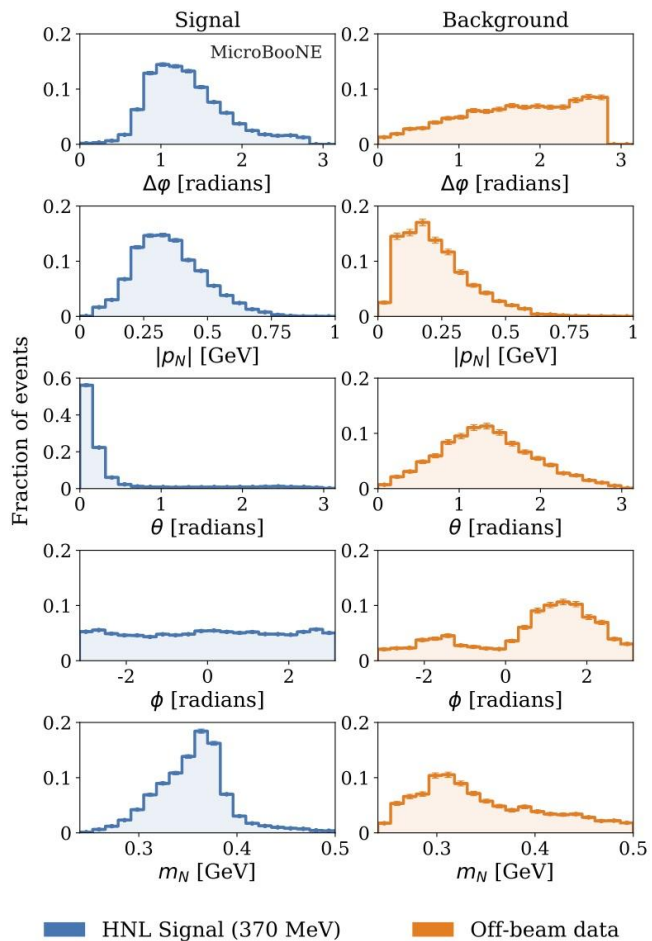 Signal Background
MicroBooNE
0.2 0.2
0.1 0.1
0 0
0 1 2 3 0 1 2 3
Δφ [radians] Δφ [radians]
0.2 0.2
0.1 0.1
0 0
0 0.25 0.5 0.75 1 0 0.25 0.5 0.75 1
|p_N| [GeV] |p_N| [GeV]
Fraction of events
0.6 0.2
0.4
0.2 0.1
0 0
0 1 2 3 0 1 2 3
θ [radians] θ [radians]
0.2 0.2
0.1 0.1
0 0
-2 0 2 -2 0 2
ϕ [radians] ϕ [radians]
0.2 0.2
0.1 0.1
0 0
0.3 0.4 0.5 0.3 0.4 0.5
m_N [GeV] m_N [GeV]
HNL Signal (370 MeV) Off-beam data